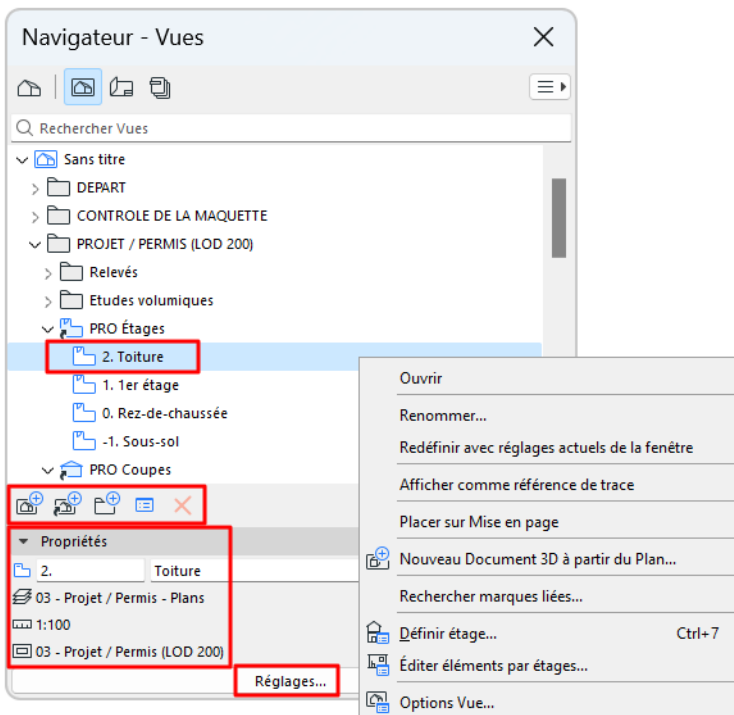 Navigateur - Vues
Rechercher Vues
Sans titre
DEPART
CONTROLE DE LA MAQUETTE
PROJET / PERMIS (LOD 200)
Relevés
Etudes volumiques
PRO Étages
2. Toiture
1. 1er étage
0. Rez-de-chaussée
-1. Sous-sol
PRO Coupes
Propriétés
2. Toiture
03 - Projet / Permis - Plans
1:100
03 - Projet / Permis (LOD 200)
Réglages...
Ouvrir
Renommer...
Redéfinir avec réglages actuels de la fenêtre
Afficher comme référence de trace
Placer sur Mise en page
Nouveau Document 3D à partir du Plan...
Rechercher marques liées...
Définir étage... Ctrl+7
Éditer éléments par étages...
Options Vue...